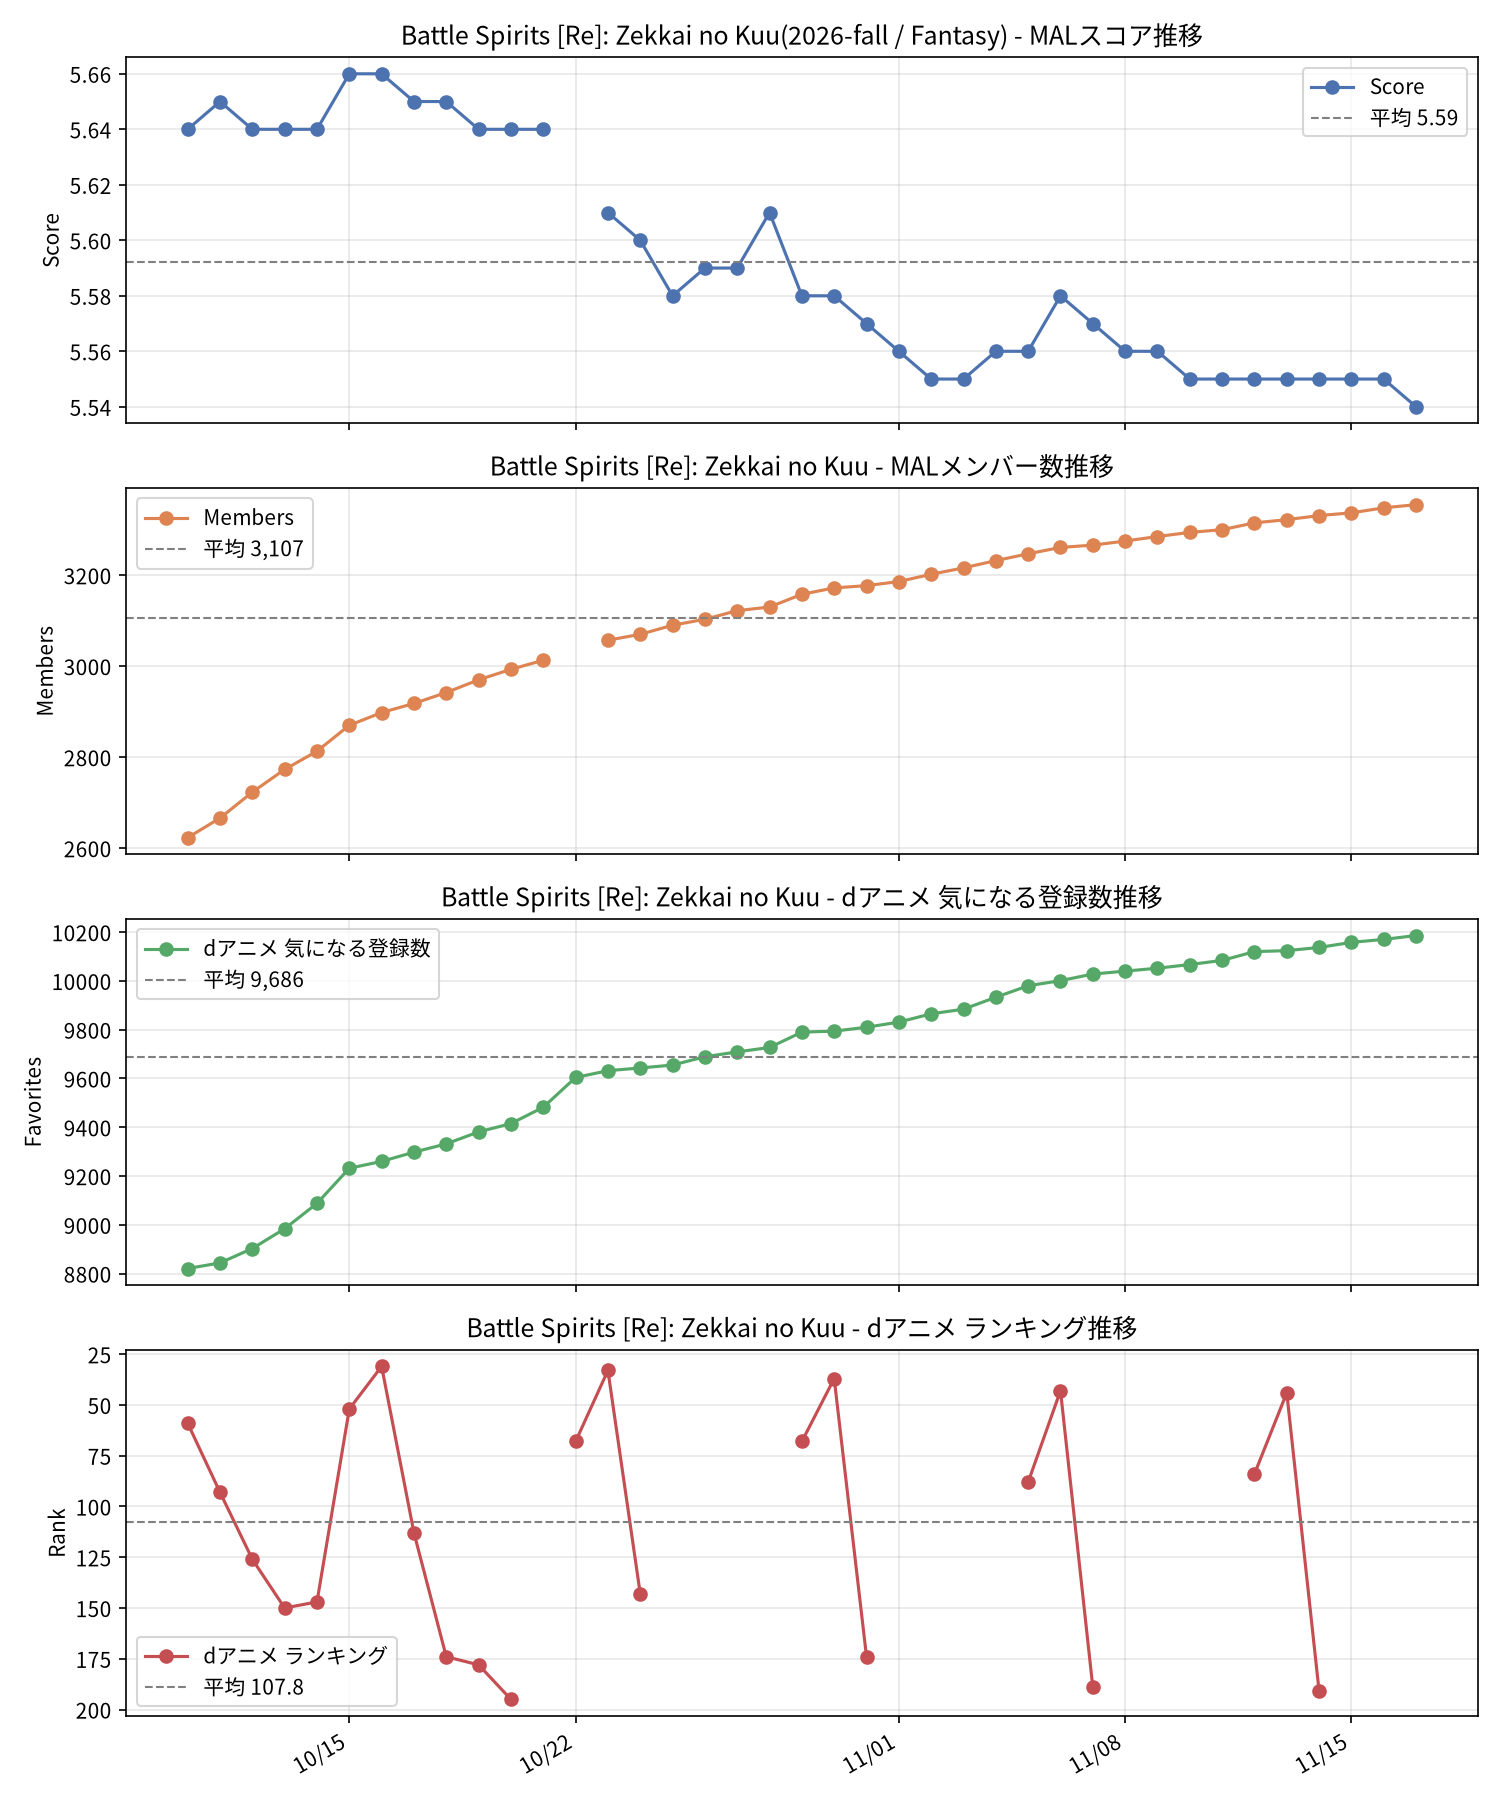 Battle Spirits [Re]: Zekkai no Kuu(2026-fall / Fantasy) - MALスコア推移
Score
5.66
5.64
5.62
5.60
5.58
5.56
5.54
Score
平均 5.59
Battle Spirits [Re]: Zekkai no Kuu - MALメンバー数推移
Members
3200
3000
2800
2600
Members
平均 3,107
Battle Spirits [Re]: Zekkai no Kuu - dアニメ 気になる登録数推移
Favorites
10200
10000
9800
9600
9400
9200
9000
8800
dアニメ 気になる登録数
平均 9,686
Battle Spirits [Re]: Zekkai no Kuu - dアニメ ランキング推移
Rank
25
50
75
100
125
150
175
200
dアニメ ランキング
平均 107.8
10/15
10/22
11/01
11/08
11/15